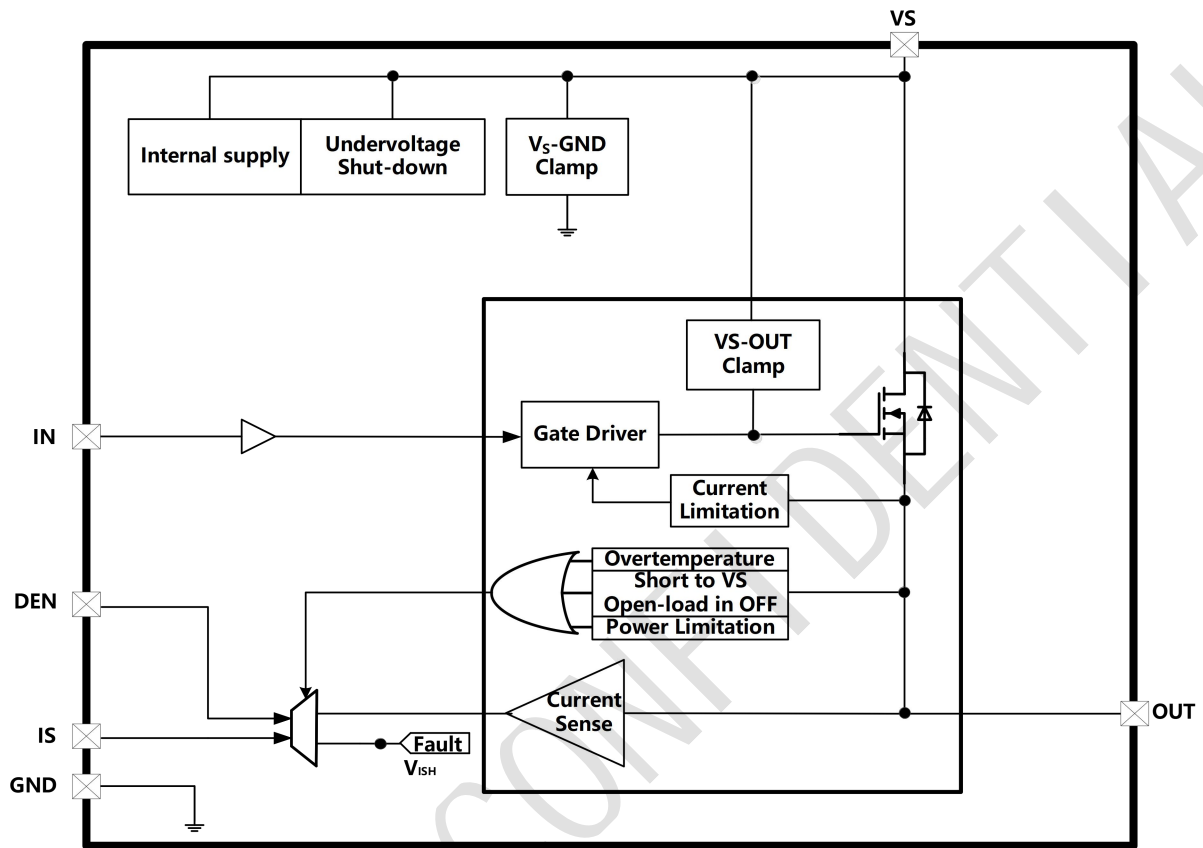 VS
Internal supply
Undervoltage
Shut-down
VS-GND
Clamp
VS-OUT
Clamp
IN
Gate Driver
Current
Limitation
Overtemperature
Short to VS
Open-load in OFF
Power Limitation
DEN
Current
Sense
OUT
IS
Fault
VISH
GND
CONFIDENTIAL